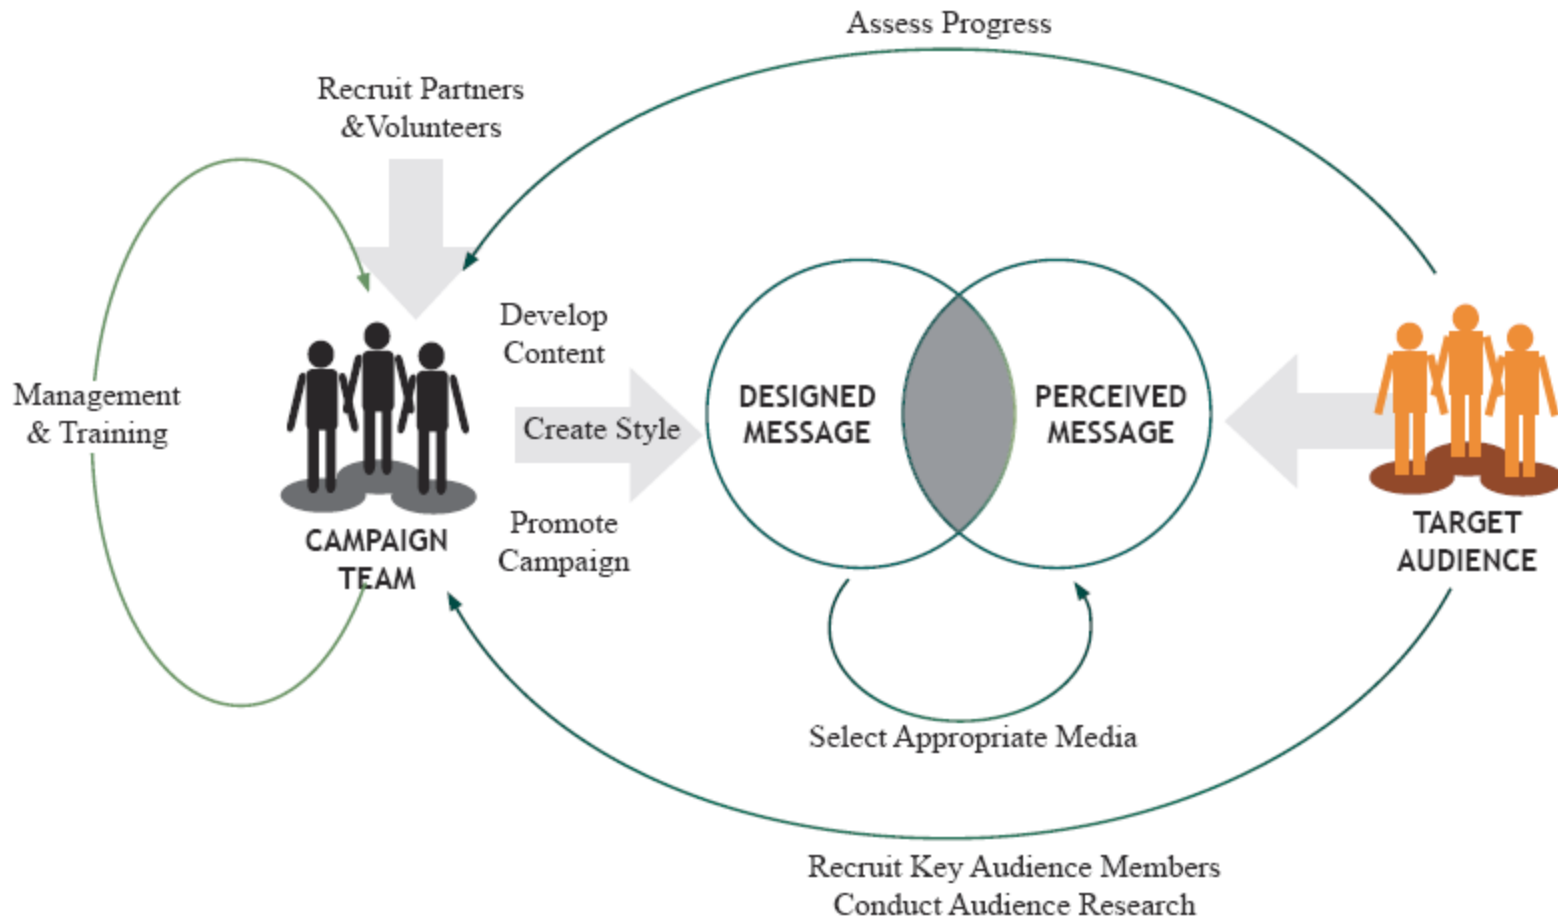 Assess Progress
Recruit Partners
&Volunteers
Management
& Training
Develop
Content
Create Style
Promote
Campaign
CAMPAIGN
TEAM
DESIGNED
MESSAGE
PERCEIVED
MESSAGE
TARGET
AUDIENCE
Select Appropriate Media
Recruit Key Audience Members
Conduct Audience Research